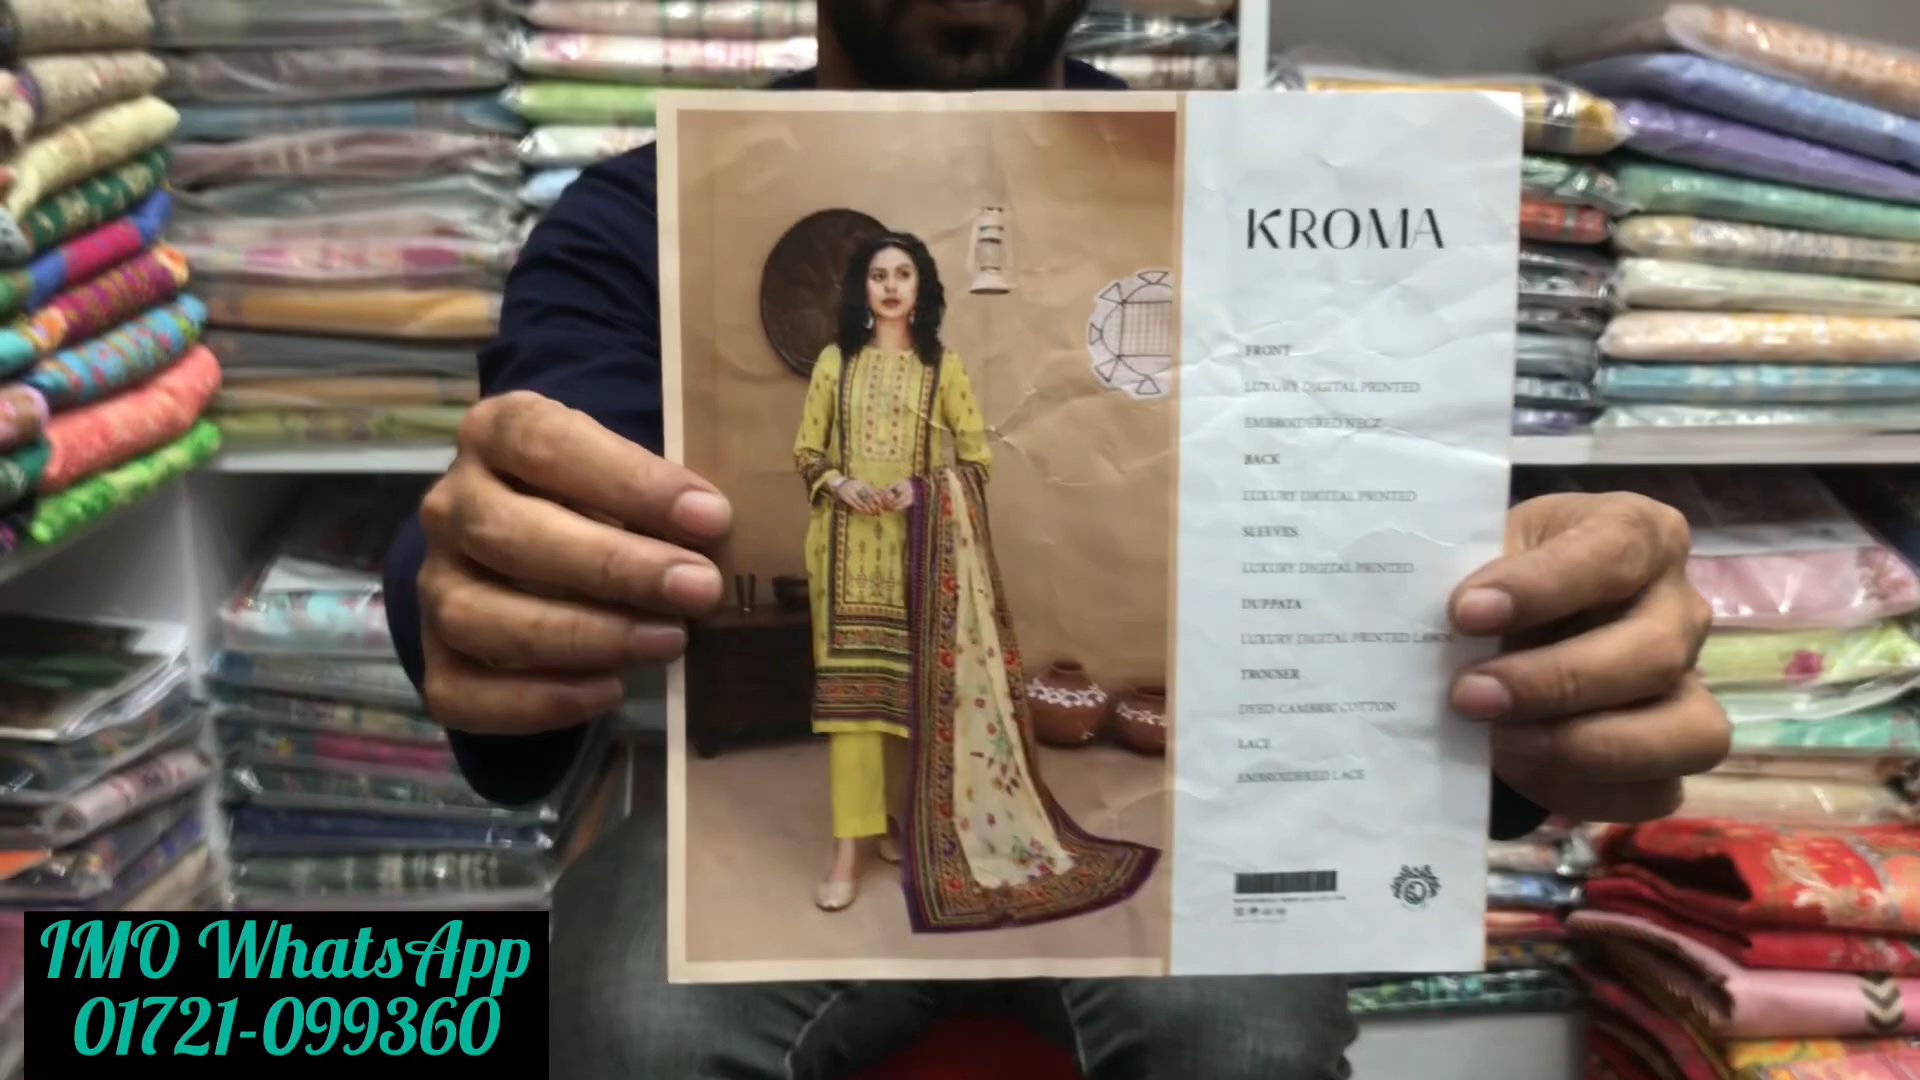 KROMA
FRONT
LUXURY DIGITAL PRINTED
EMBROIDERED NECK
BACK
LUXURY DIGITAL PRINTED
SLEEVES
LUXURY DIGITAL PRINTED
DUPPATA
LUXURY DIGITAL PRINTED LAWN
TROUSER
DYED CAMBRIC COTTON
LACE
EMBROIDERED LACE
IMO WhatsApp
01721-099360